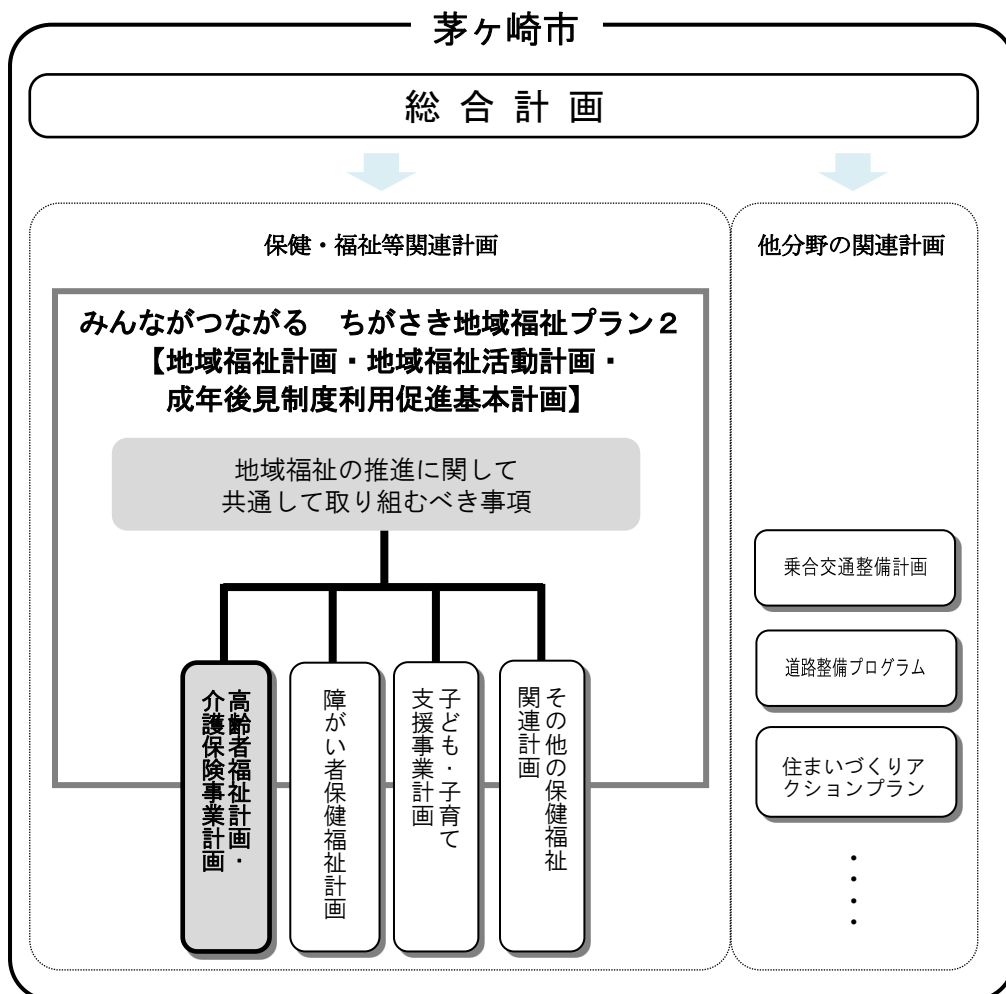 茅ヶ崎市
総合計画
保健・福祉等関連計画
みんながつながる　ちがさき地域福祉プラン２
【地域福祉計画・地域福祉活動計画・
成年後見制度利用促進基本計画】
地域福祉の推進に関して
共通して取り組むべき事項
高齢者福祉計画・
介護保険事業計画
障がい者保健福祉計画
子ども・子育て
支援事業計画
その他の保健福祉
関連計画
他分野の関連計画
乗合交通整備計画
道路整備プログラム
住まいづくりア
クションプラン
・・・・